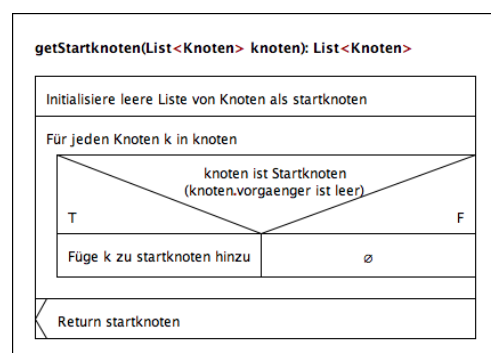 getStartknoten(List<Knoten> knoten): List<Knoten>
Initialisiere leere Liste von Knoten als startknoten
Für jeden Knoten k in knoten
knoten ist Startknoten
(knoten.vorgaenger ist leer)
T
F
Füge k zu startknoten hinzu
∅
Return startknoten